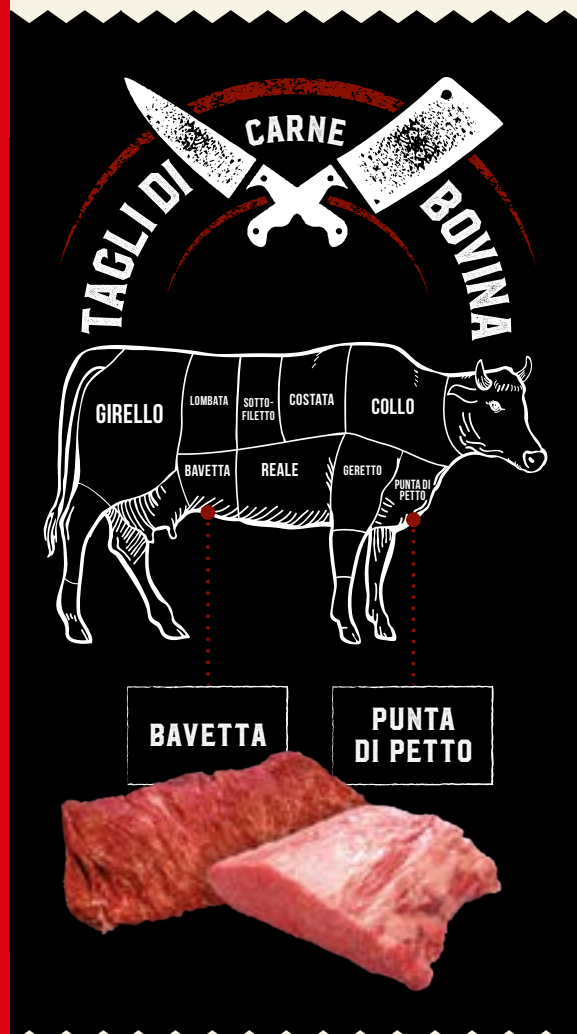 TAGLI DI
CARNE
BOVINA
GIRELLO
LOMBATA
SOTTO-
FILETTO
COSTATA
COLLO
BAVETTA
REALE
GERETTO
PUNTA DI
PETTO
BAVETTA
PUNTA
DI PETTO